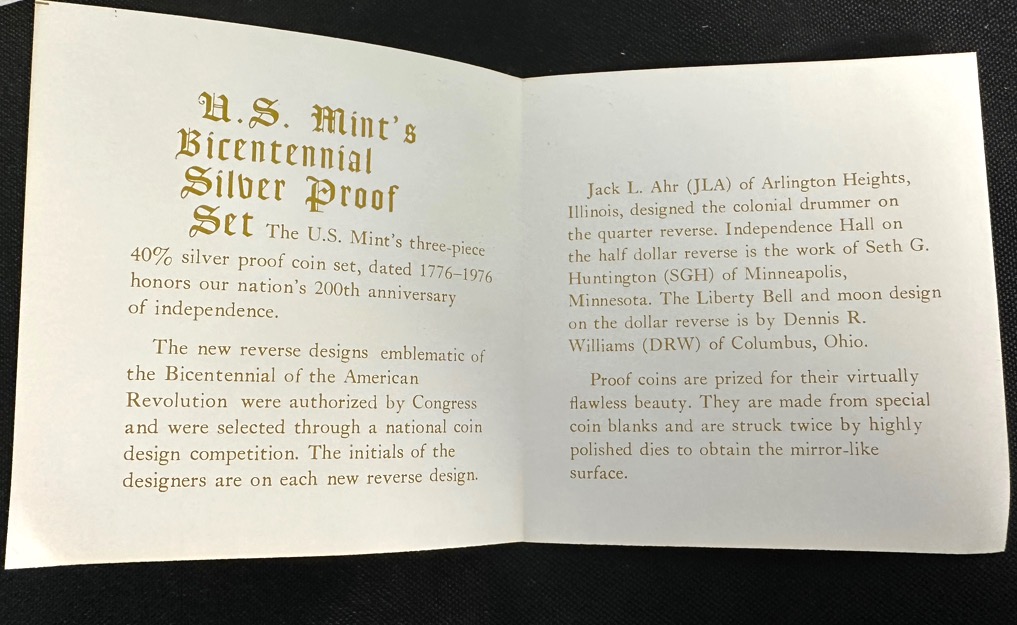 U.S. Mint's
Bicentennial
Silver Proof
Set The U.S. Mint's three-piece
40% silver proof coin set, dated 1776–1976
honors our nation's 200th anniversary
of independence.
The new reverse designs emblematic of
the Bicentennial of the American
Revolution were authorized by Congress
and were selected through a national coin
design competition. The initials of the
designers are on each new reverse design.
Jack L. Ahr (JLA) of Arlington Heights,
Illinois, designed the colonial drummer on
the quarter reverse. Independence Hall on
the half dollar reverse is the work of Seth G.
Huntington (SGH) of Minneapolis,
Minnesota. The Liberty Bell and moon design
on the dollar reverse is by Dennis R.
Williams (DRW) of Columbus, Ohio.
Proof coins are prized for their virtually
flawless beauty. They are made from special
coin blanks and are struck twice by highly
polished dies to obtain the mirror-like
surface.